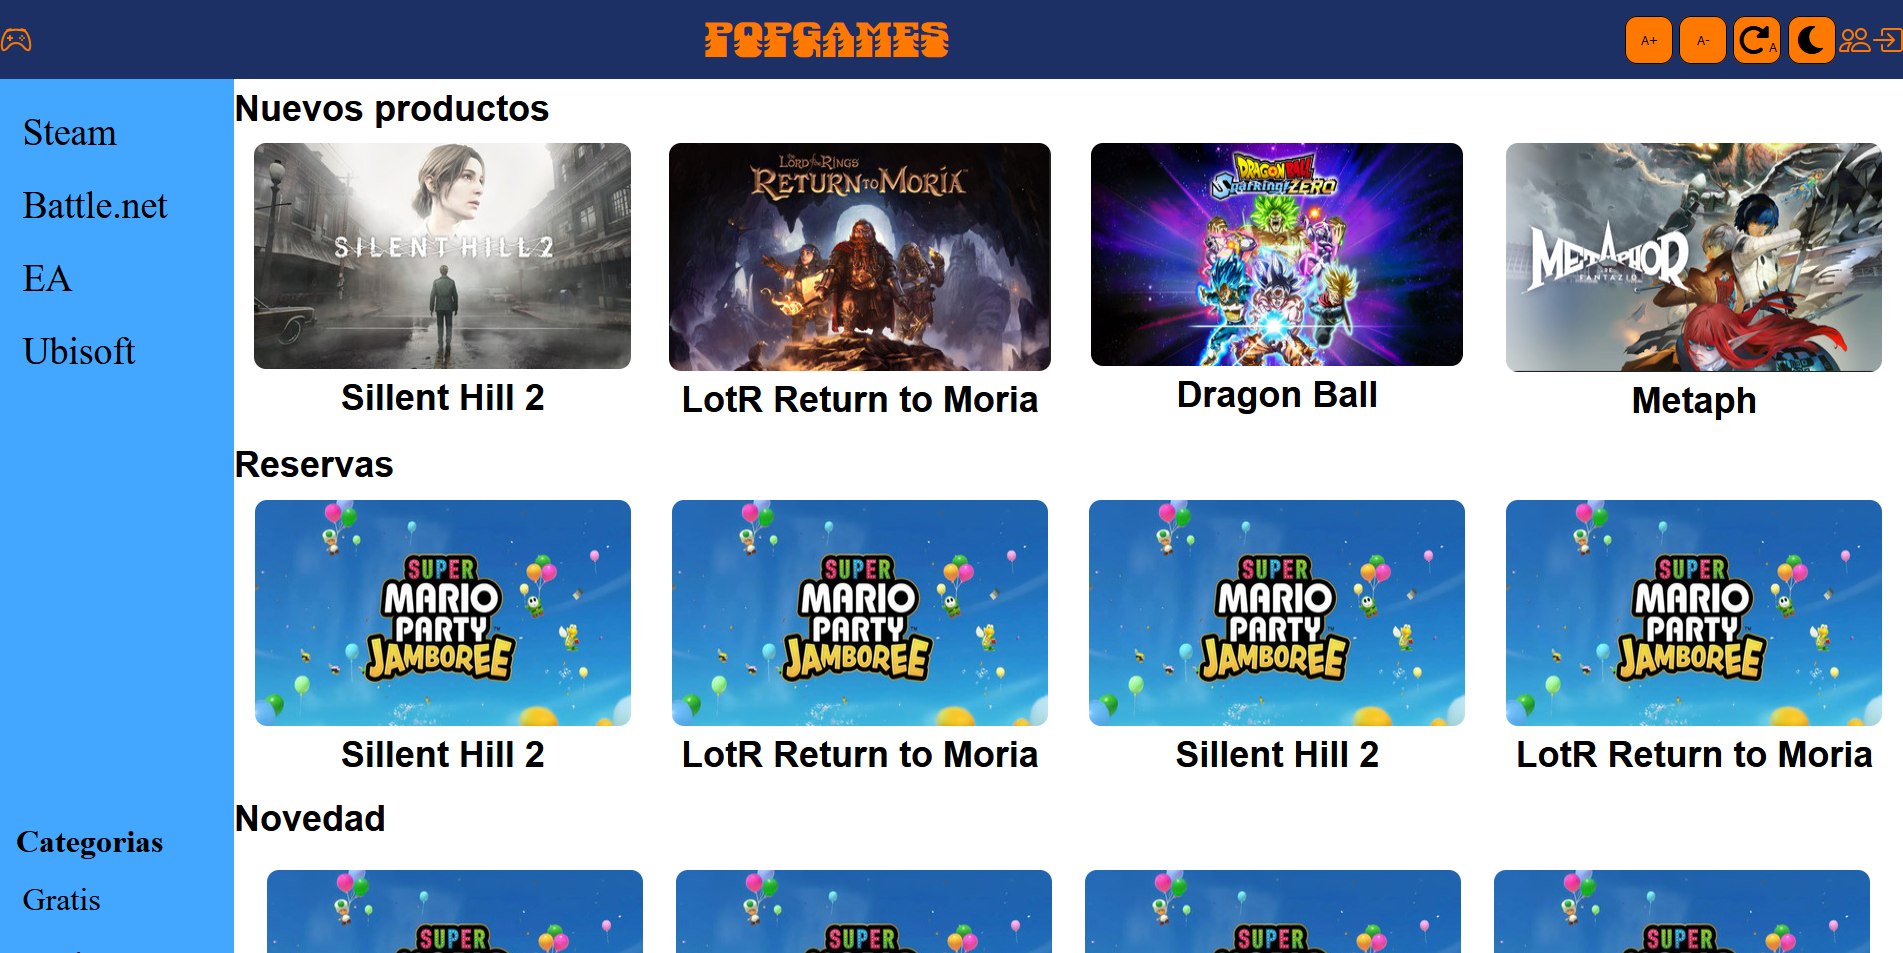 POPGAMES
A+
A-
A
Steam
Battle.net
EA
Ubisoft
Categorias
Gratis
Nuevos productos
SILENT HILL 2
THE LORD OF THE RINGS
RETURN TO MORIA
DRAGON BALL
Sparking! ZERO
METAPHOR
RE FANTAZIO
Sillent Hill 2
LotR Return to Moria
Dragon Ball
Metaph
Reservas
SUPER
MARIO
PARTY
JAMBOREE
SUPER
MARIO
PARTY
JAMBOREE
SUPER
MARIO
PARTY
JAMBOREE
SUPER
MARIO
PARTY
JAMBOREE
Sillent Hill 2
LotR Return to Moria
Sillent Hill 2
LotR Return to Moria
Novedad
SUPER
SUPER
SUPER
SUPER